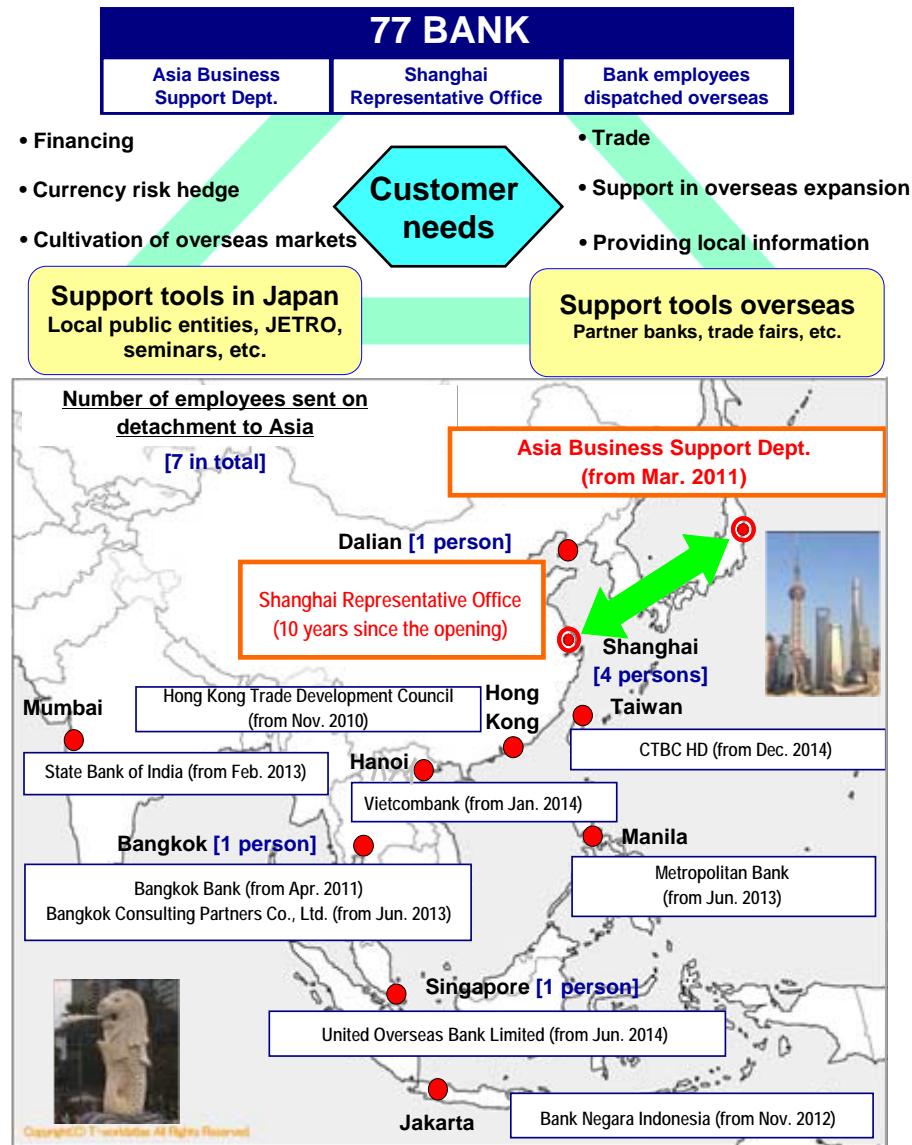 77 BANK
Asia Business
Support Dept.
Shanghai
Representative Office
Bank employees
dispatched overseas
• Financing
• Currency risk hedge
• Cultivation of overseas markets
Customer
needs
• Trade
• Support in overseas expansion
• Providing local information
Support tools in Japan
Local public entities, JETRO,
seminars, etc.
Support tools overseas
Partner banks, trade fairs, etc.
Number of employees sent on
detachment to Asia
[7 in total]
Asia Business Support Dept.
(from Mar. 2011)
Dalian [1 person]
Shanghai Representative Office
(10 years since the opening)
Shanghai
[4 persons]
Hong Kong Trade Development Council
(from Nov. 2010)
Hong
Kong
Taiwan
CTBC HD (from Dec. 2014)
Mumbai
State Bank of India (from Feb. 2013)
Hanoi
Vietcombank (from Jan. 2014)
Bangkok [1 person]
Bangkok Bank (from Apr. 2011)
Bangkok Consulting Partners Co., Ltd. (from Jun. 2013)
Manila
Metropolitan Bank
(from Jun. 2013)
Singapore [1 person]
United Overseas Bank Limited (from Jun. 2014)
Jakarta
Bank Negara Indonesia (from Nov. 2012)
Copyright(C) T-worldatlas All Rights Reserved